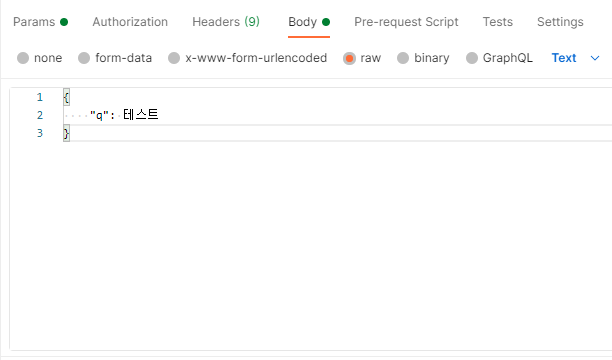 Params Authorization Headers (9) Body Pre-request Script Tests Settings
none form-data x-www-form-urlencoded raw binary GraphQL Text
1 {
2 "q": 테스트
3 }